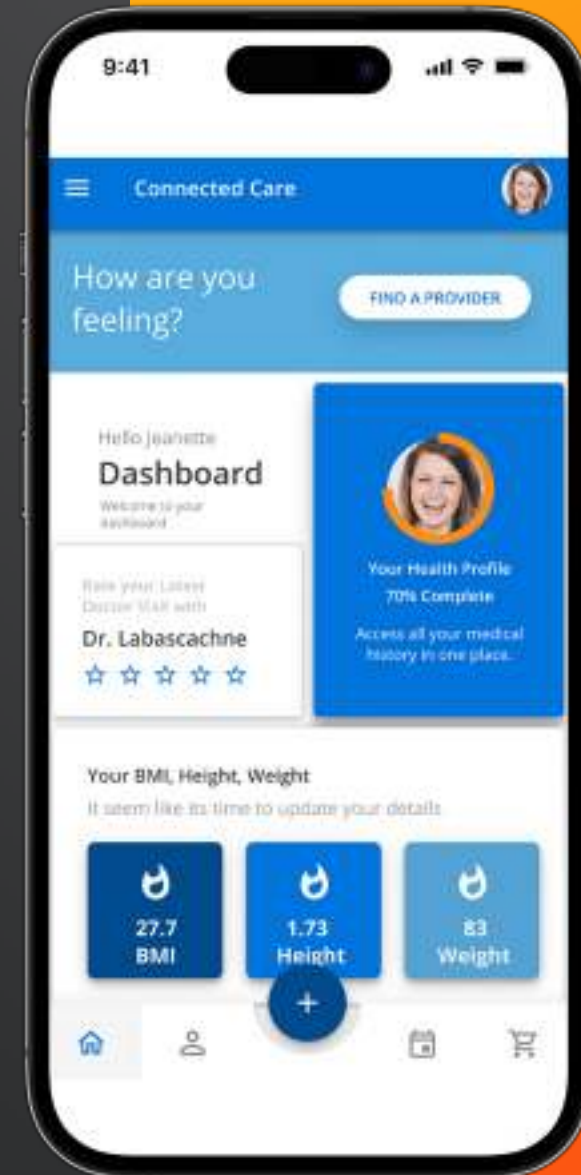 9:41
Connected Care
How are you
feeling?
FIND A PROVIDER
Hello Jeanette
Dashboard
Welcome to your
dashboard
Rate your Latest
Doctor Visit with
Dr. Labascachne
Your Health Profile
70% Complete
Access all your medical
history in one place.
Your BMI, Height, Weight
It seem like its time to update your details
27.7
BMI
1.73
Height
83
Weight